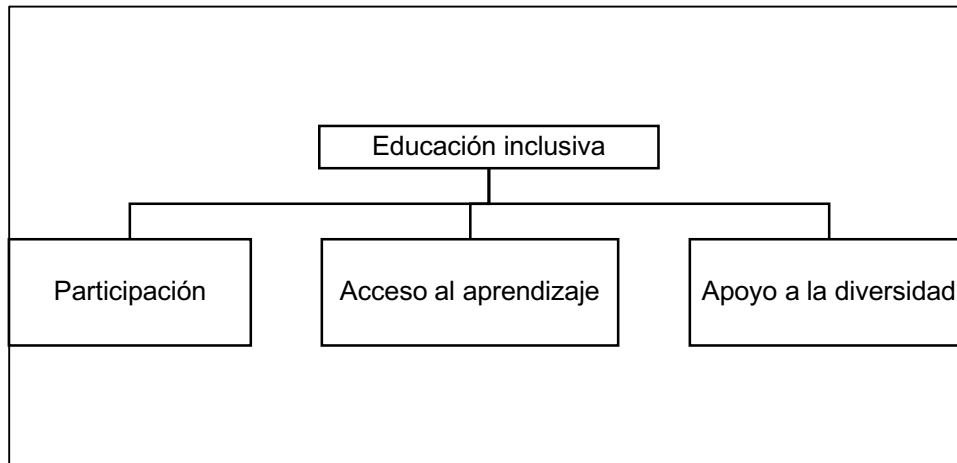 Educación inclusiva
Participación
Acceso al aprendizaje
Apoyo a la diversidad